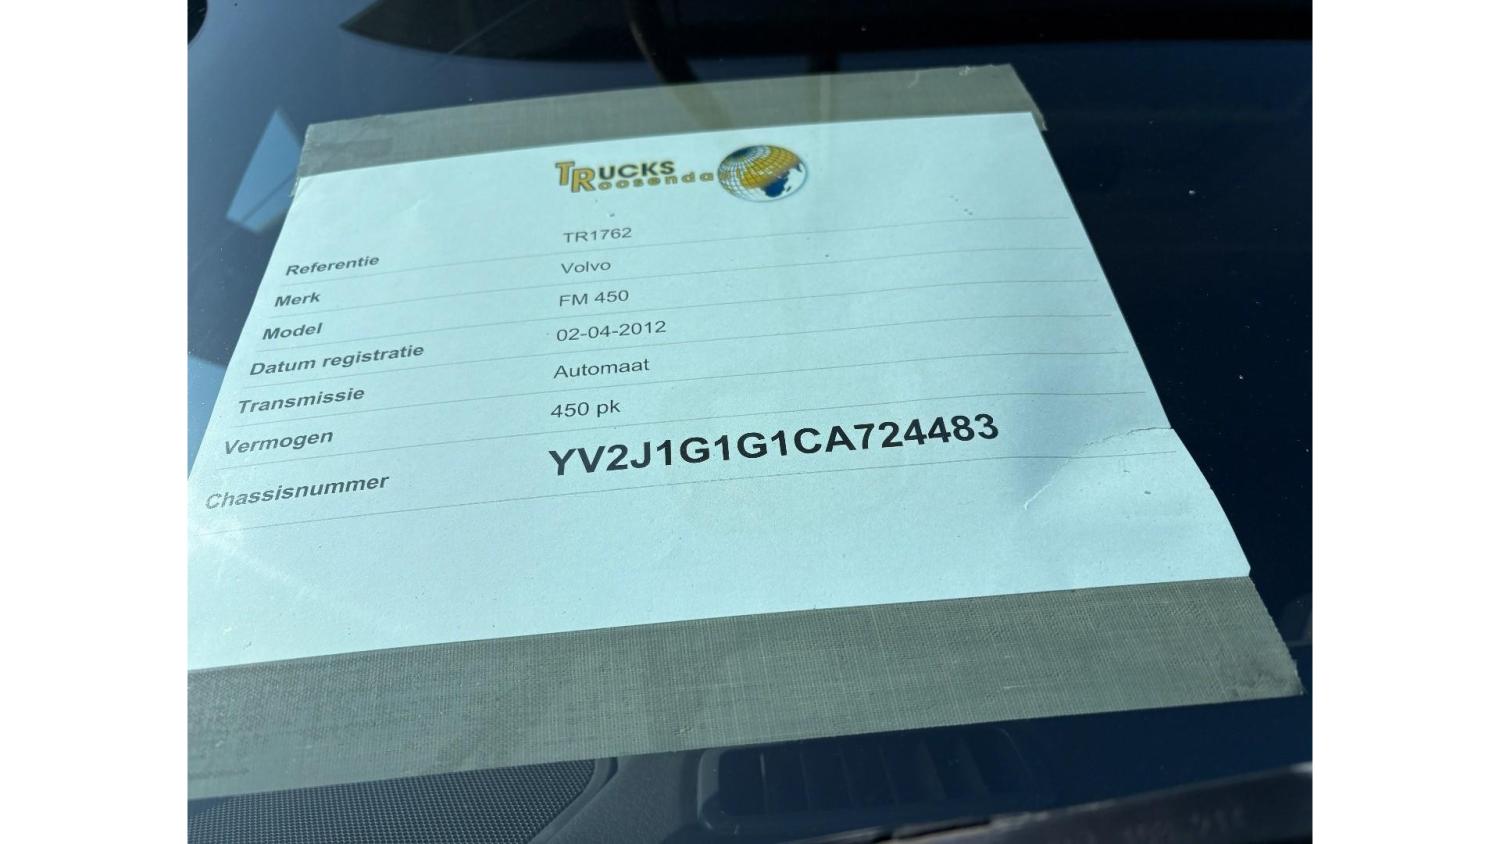 TRUCKS
Roosenda
Referentie TR1762
Merk Volvo
Model FM 450
Datum registratie 02-04-2012
Transmissie Automaat
Vermogen 450 pk
Chassisnummer YV2J1G1G1CA724483